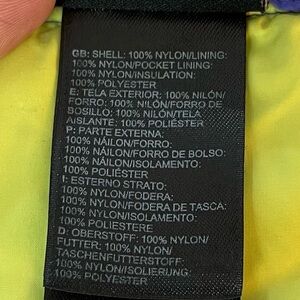 GB: SHELL: 100% NYLON/LINING:
100% NYLON/POCKET LINING:
100% NYLON/INSULATION:
100% POLYESTER
E: TELA EXTERIOR: 100% NILÓN/
FORRO: 100% NILÓN/FORRO DE
BOLSILLO: 100% NILÓN/TELA
AISLANTE: 100% POLIÉSTER
P: PARTE EXTERNA:
100% NÁILON/FORRO:
100% NÁILON/FORRO DE BOLSO:
100% NÁILON/ISOLAMENTO:
100% POLIÉSTER
I: ESTERNO STRATO:
100% NYLON/FODERA:
100% NYLON/FODERA DE TASCA:
100% NYLON/ISOLAMENTO:
100% POLIESTERE
D: OBERSTOFF: 100% NYLON/
FUTTER: 100% NYLON/
TASCHENFUTTERSTOFF:
100% NYLON/ISOLIERUNG:
100% POLYESTER